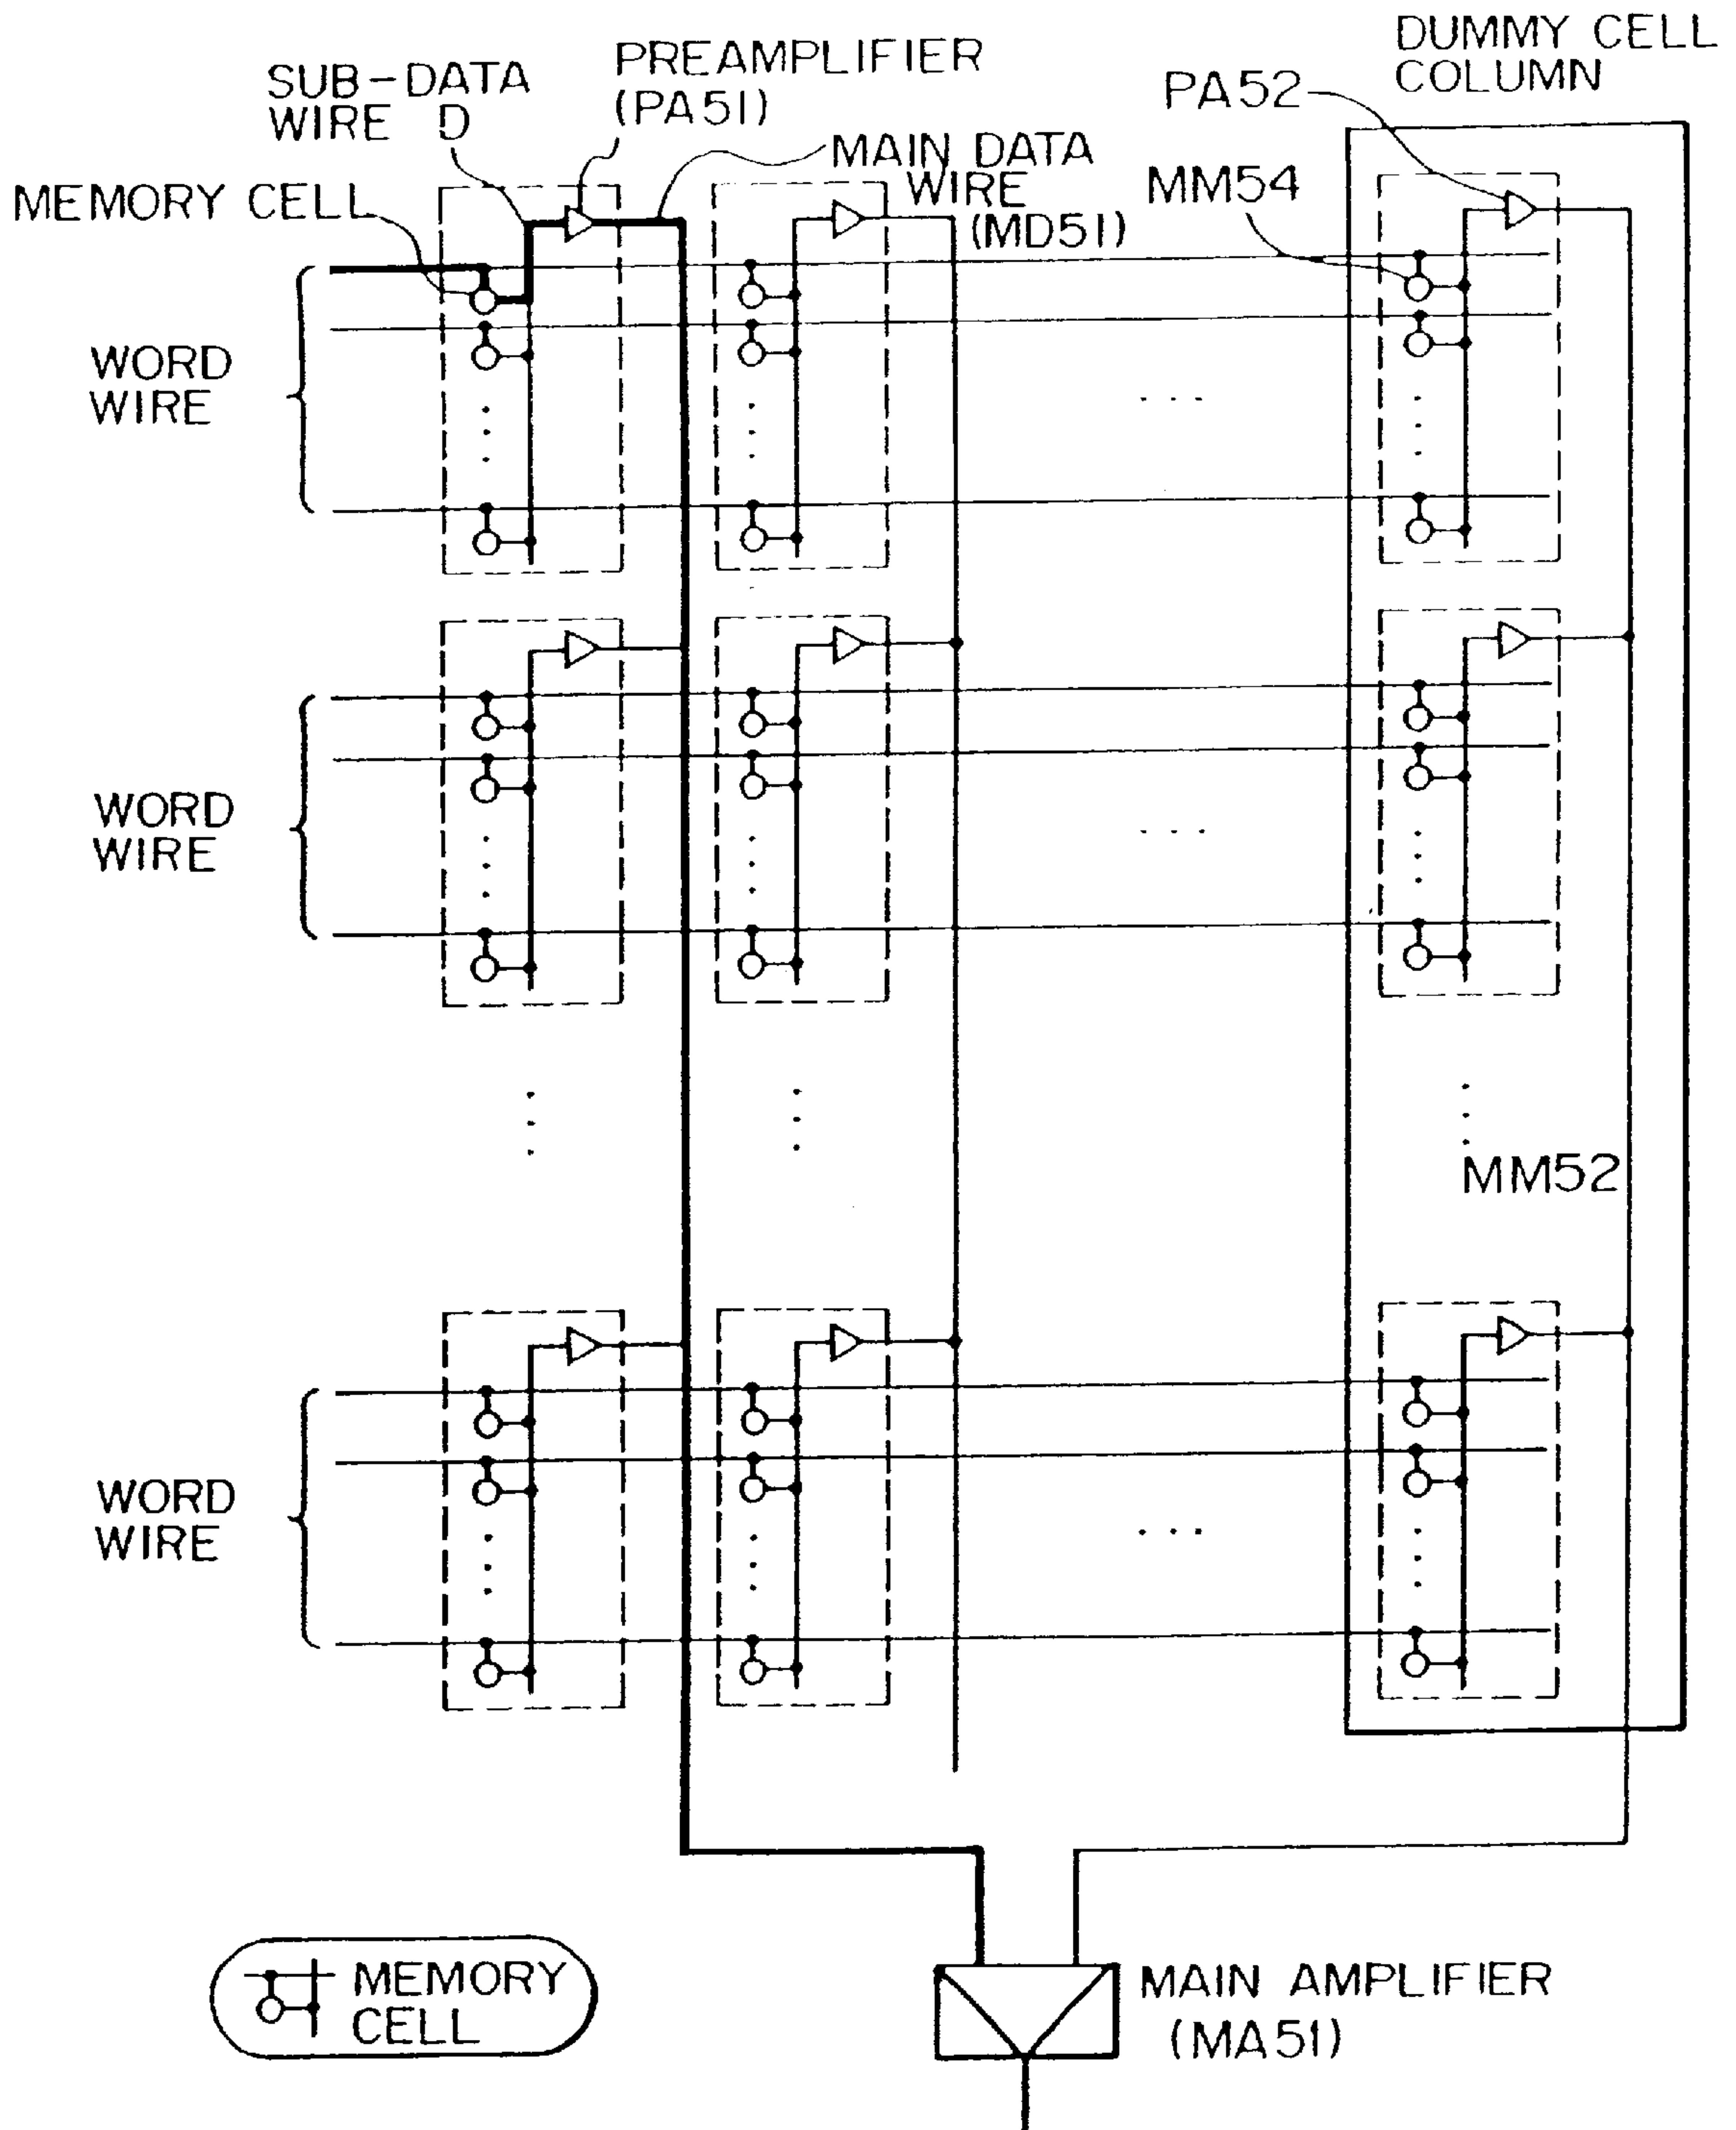 DUMMY CELL
COLUMN
PREAMPLIFIER
(PA51)
SUB-DATA
WIRE D
PA52
MAIN DATA
WIRE
(MD51)
MM54
MEMORY CELL
WORD
WIRE
WORD
WIRE
MM52
WORD
WIRE
MEMORY
CELL
MAIN AMPLIFIER
(MA51)